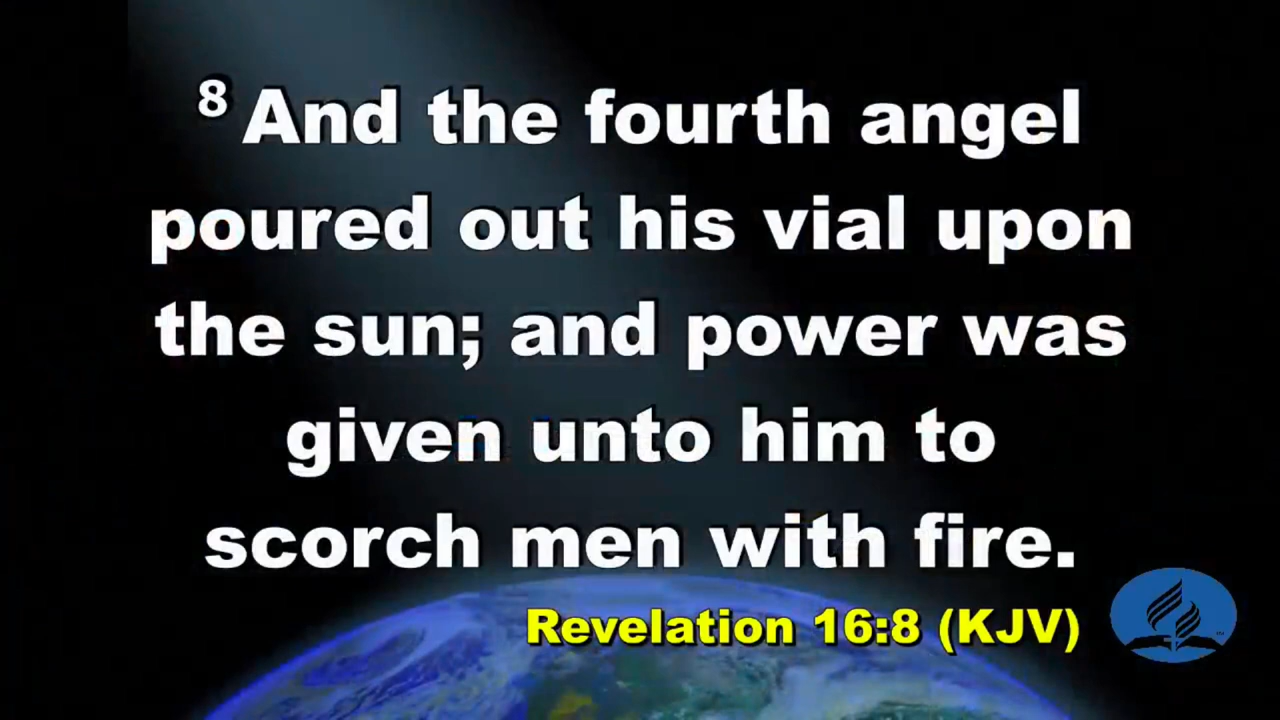 8 And the fourth angel
poured out his vial upon
the sun; and power was
given unto him to
scorch men with fire.
Revelation 16:8 (KJV)